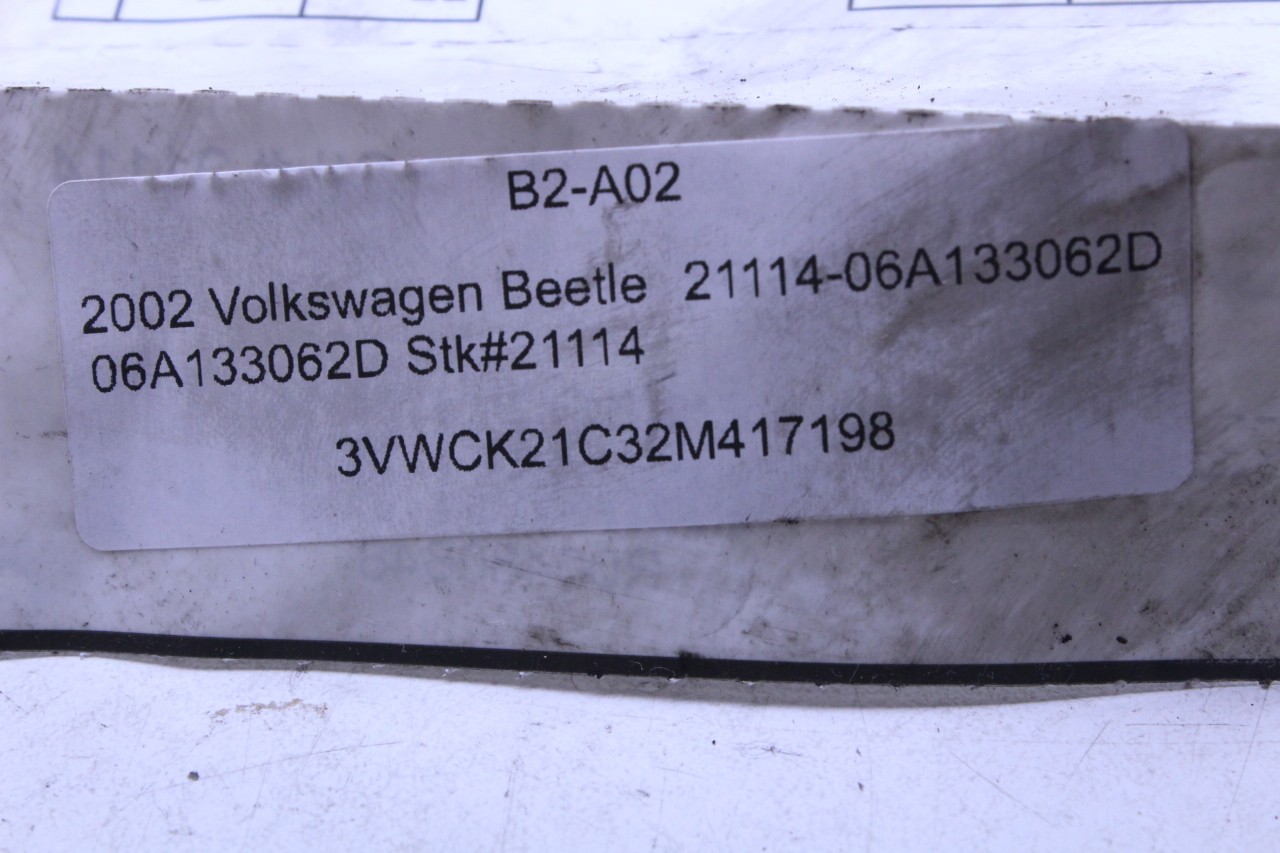 B2-A02
2002 Volkswagen Beetle 21114-06A133062D
06A133062D Stk#21114
3VWCK21C32M417198